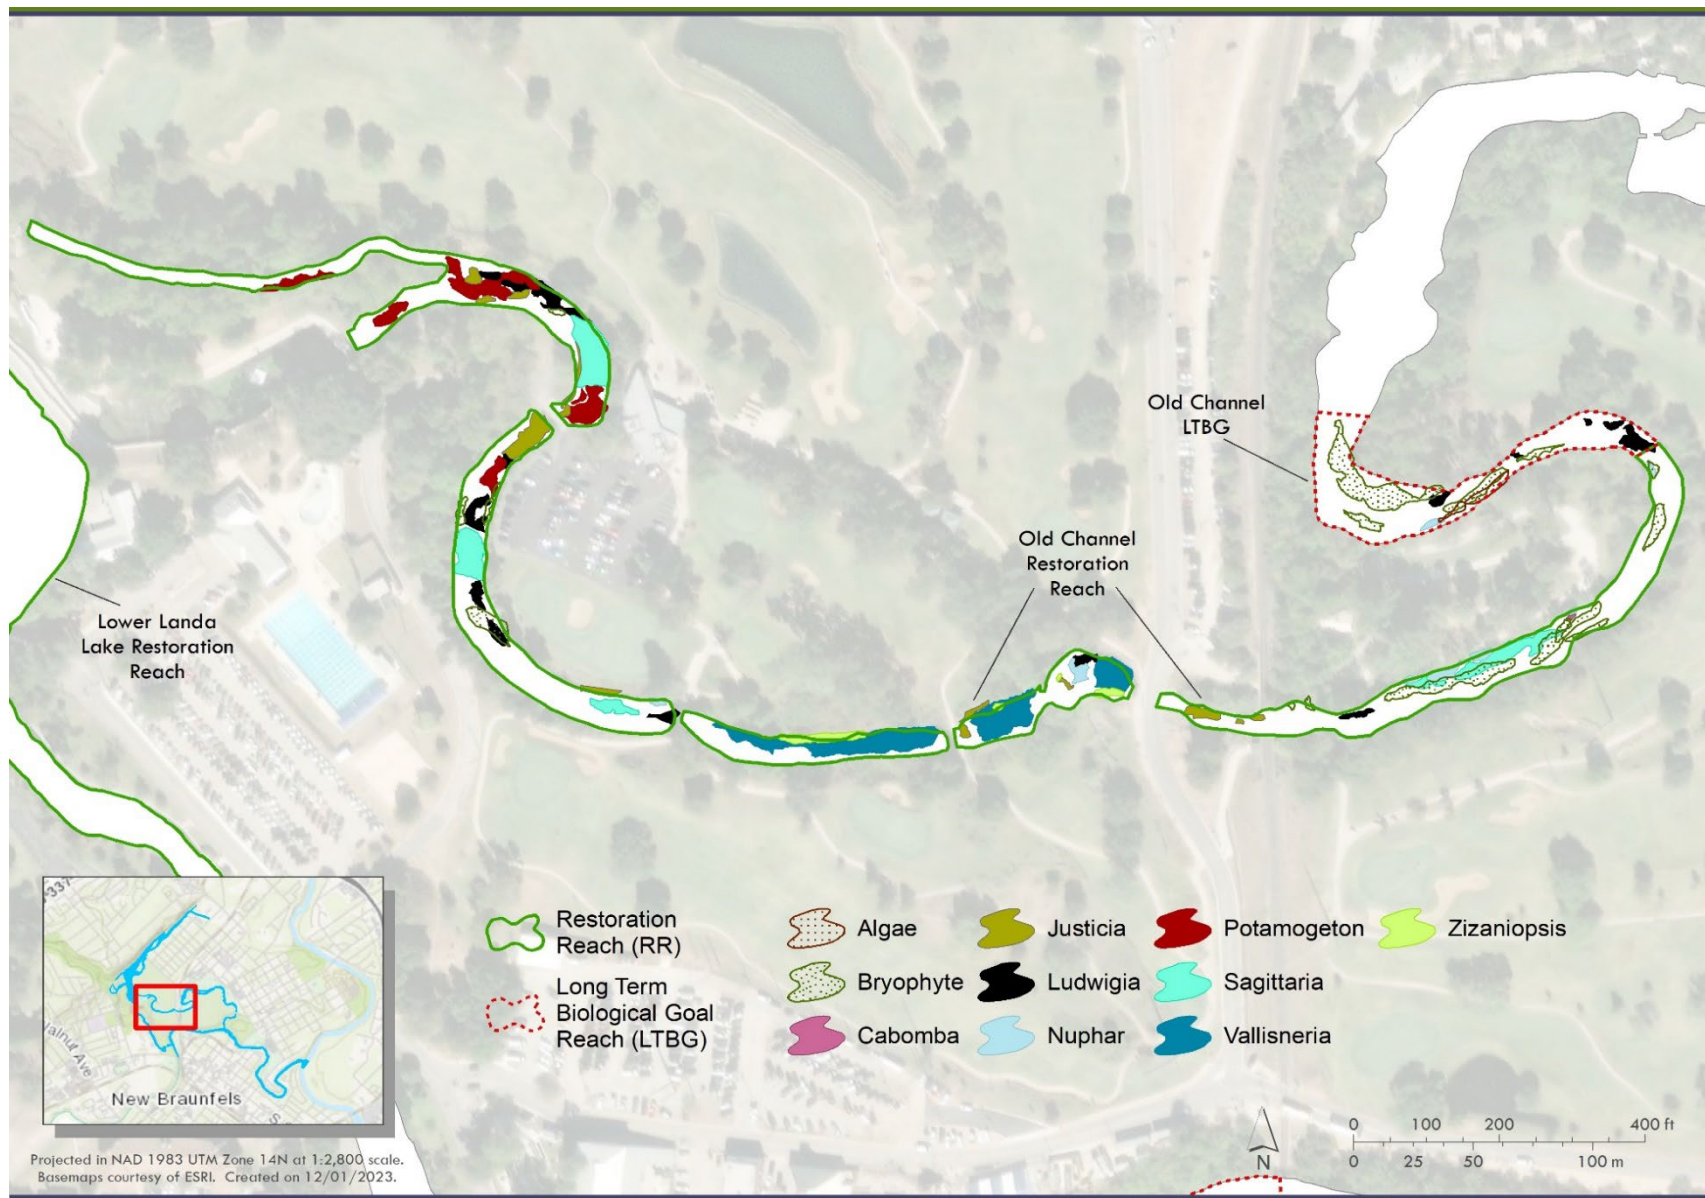 Old Channel
LTBG
Old Channel
Restoration
Reach
Lower Landa
Lake Restoration
Reach
Restoration
Reach (RR)
Long Term
Biological Goal
Reach (LTBG)
Algae
Bryophyte
Cabomba
Justicia
Ludwigia
Nuphar
Potamogeton
Sagittaria
Vallisneria
Zizaniopsis
337
Walnut Ave
New Braunfels
N
0 100 200 400 ft
0 25 50 100 m
Projected in NAD 1983 UTM Zone 14N at 1:2,800 scale.
Basemaps courtesy of ESRI. Created on 12/01/2023.